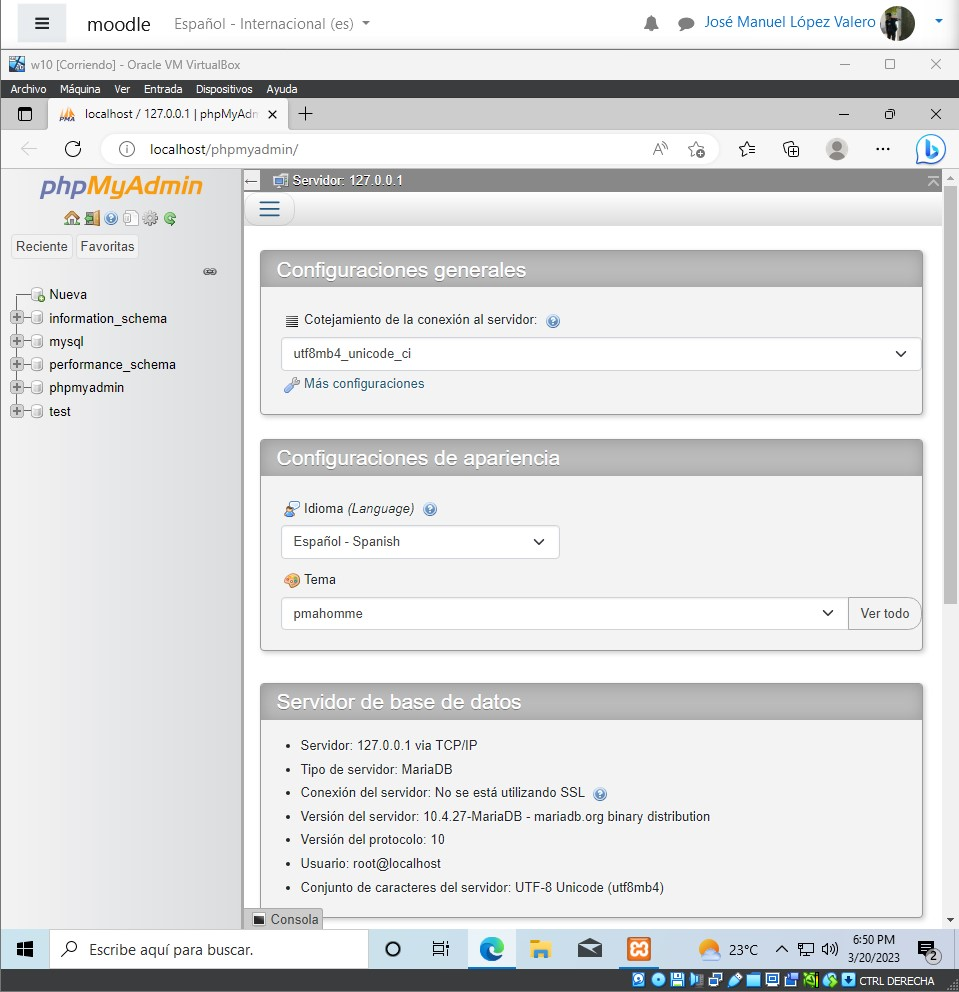 moodle Español - Internacional (es) José Manuel López Valero
w10 [Corriendo] - Oracle VM VirtualBox
Archivo Máquina Ver Entrada Dispositivos Ayuda
localhost / 127.0.0.1 | phpMyAdm
localhost/phpmyadmin/
phpMyAdmin
Servidor: 127.0.0.1
Reciente Favoritas
Nueva
information_schema
mysql
performance_schema
phpmyadmin
test
Configuraciones generales
Cotejamiento de la conexión al servidor:
utf8mb4_unicode_ci
Más configuraciones
Configuraciones de apariencia
Idioma (Language)
Español - Spanish
Tema
pmahomme Ver todo
Servidor de base de datos
• Servidor: 127.0.0.1 via TCP/IP
• Tipo de servidor: MariaDB
• Conexión del servidor: No se está utilizando SSL
• Versión del servidor: 10.4.27-MariaDB - mariadb.org binary distribution
• Versión del protocolo: 10
• Usuario: root@localhost
• Conjunto de caracteres del servidor: UTF-8 Unicode (utf8mb4)
Consola
Escribe aquí para buscar. 23°C 6:50 PM
3/20/2023 2
CTRL DERECHA